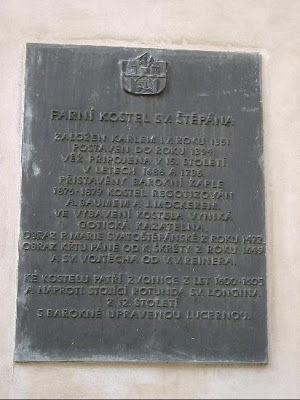 FARNÍ KOSTEL SV. ŠTĚPÁNA
ZALOŽEN KARLEM IV. ROKU 1351
POSTAVEN DO ROKU 1394
VĚŽ PŘIPOJENA V 15. STOLETÍ
V LETECH 1686 A 1736
PŘISTAVĚNY BAROKNÍ KAPLE
1875-1879 KOSTEL REGOTIZOVÁN
A. BAUMEM A J. MOCKEREM.
VE VYBAVENÍ KOSTELA VYNIKÁ
GOTICKÁ KAZATELNA,
OBRAZ P. MARIE SVATOŠTĚPÁNSKÉ Z ROKU 1472,
OBRAZ KŘTU PÁNĚ OD K. ŠKRÉTY Z ROKU 1649
A SV. VOJTĚCHA OD V. V. REINERA.
KE KOSTELU PATŘÍ ZVONICE Z LET 1600-1605
A NAPROTI STOJÍCÍ ROTUNDA SV. LONGINA
Z 12. STOLETÍ
S BAROKNĚ UPRAVENOU LUCERNOU.